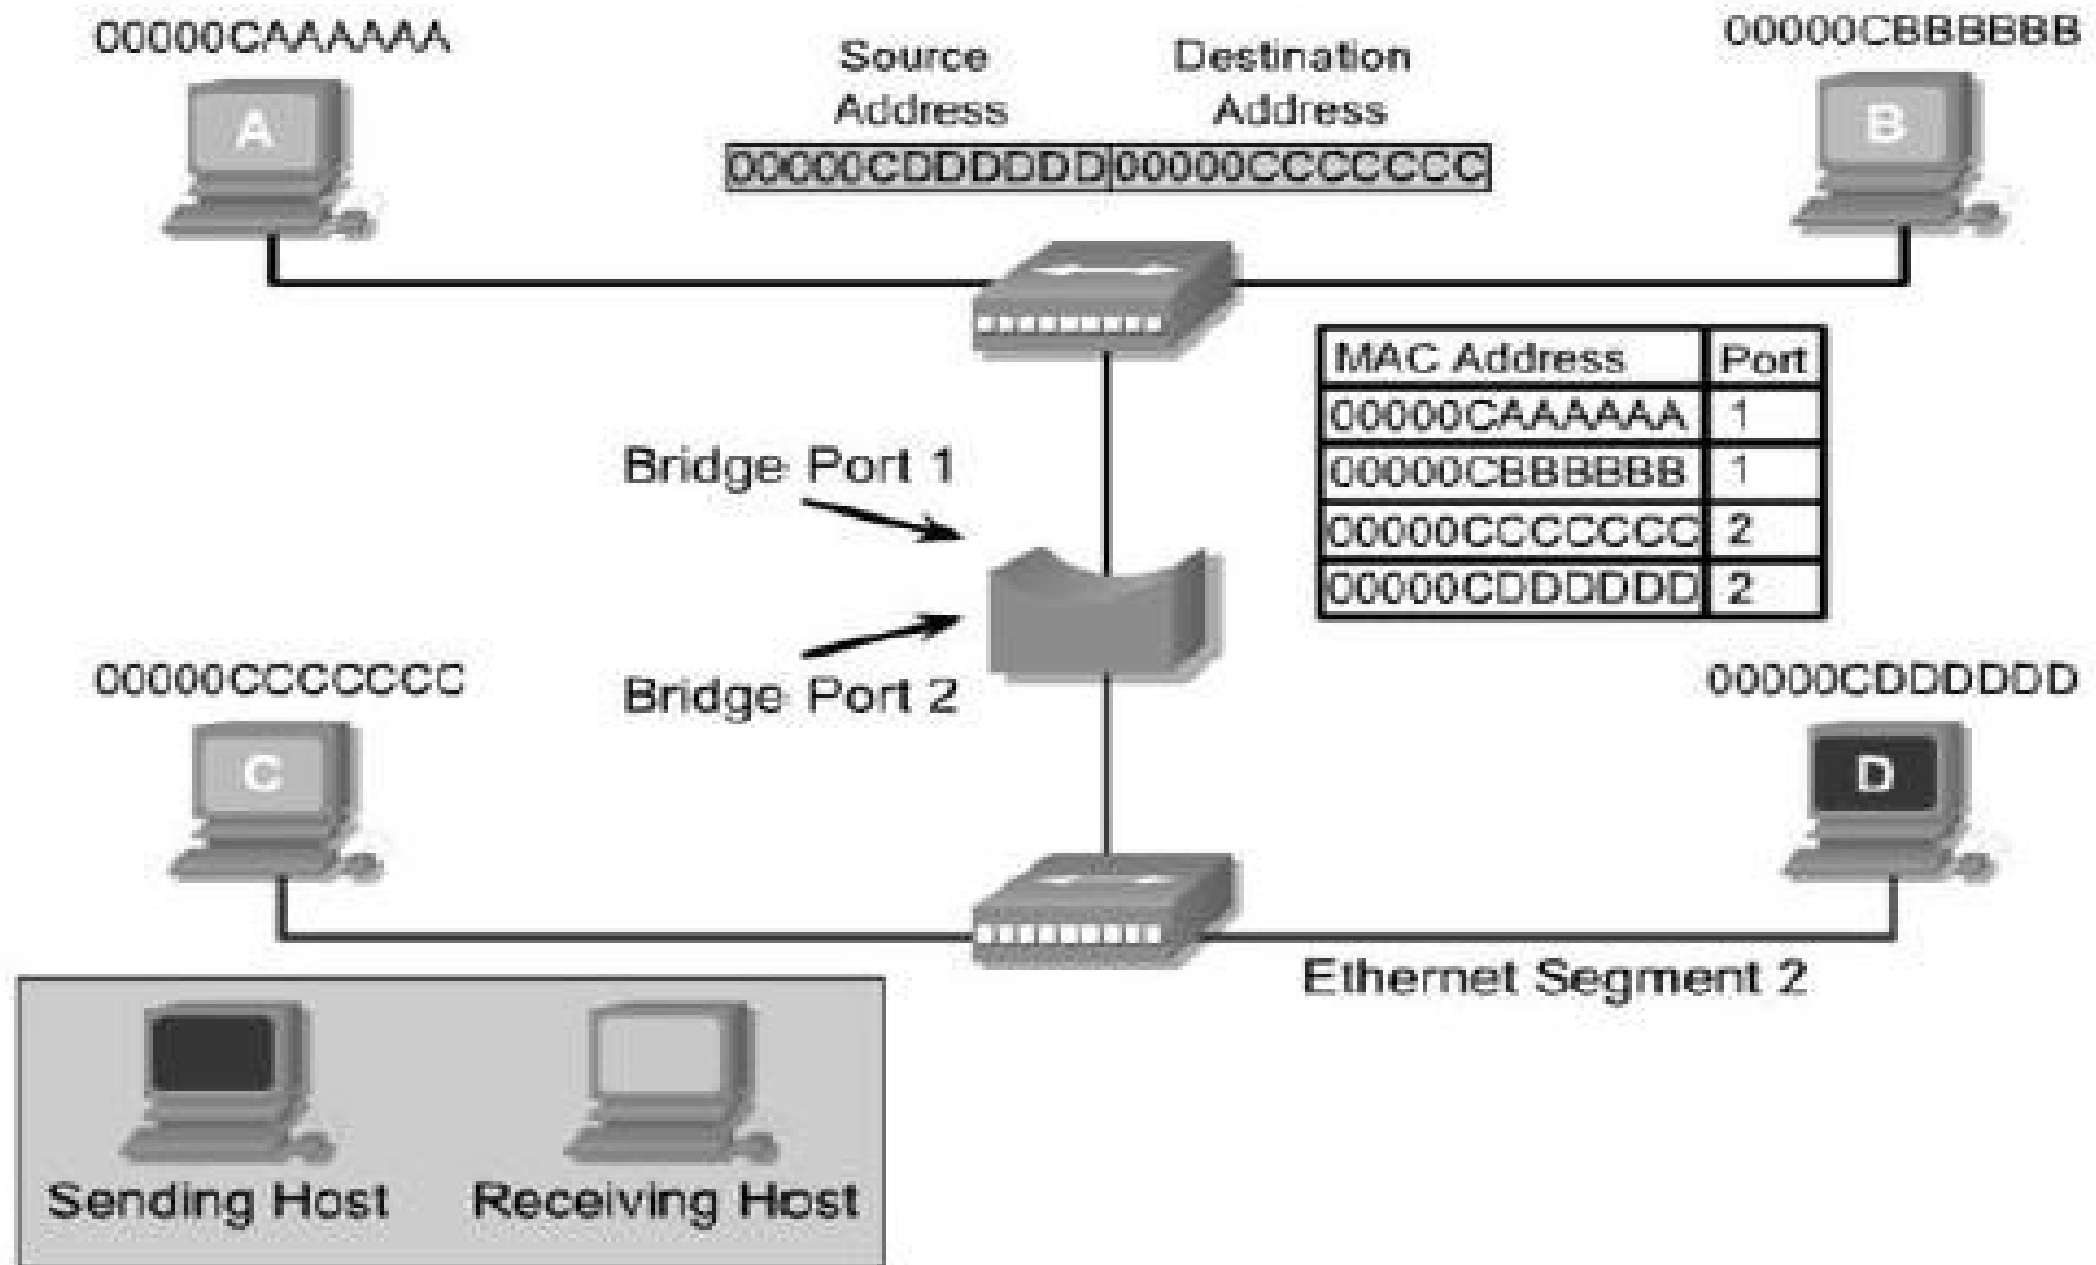 00000CAAAAAA
00000CBBBBBB
Source
Address
Destination
Address
00000CDDDDDD 00000CCCCCCC
A
B
MAC Address Port
00000CAAAAAA 1
00000CBBBBBB 1
00000CCCCCCC 2
00000CDDDDDD 2
Bridge Port 1
Bridge Port 2
00000CCCCCCC
00000CDDDDDD
C
D
Ethernet Segment 2
Sending Host
Receiving Host